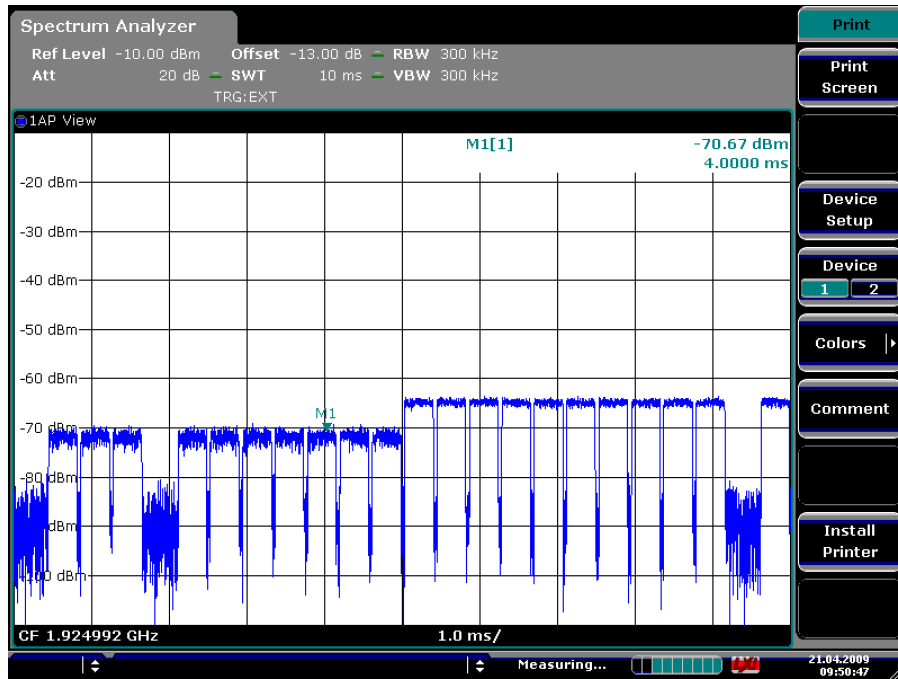 Spectrum Analyzer
Ref Level -10.00 dBm Offset -13.00 dB RBW 300 kHz
Att 20 dB SWT 10 ms VBW 300 kHz
TRG:EXT
1AP View
M1[1] -70.67 dBm
4.0000 ms
-20 dBm
-30 dBm
-40 dBm
-50 dBm
-60 dBm
M1
-70 dBm
-80 dBm
dBm
CF 1.924992 GHz 1.0 ms/
Measuring...
21.04.2009
09:50:47
Print
Print
Screen
Device
Setup
Device
1 2
Colors
Comment
Install
Printer